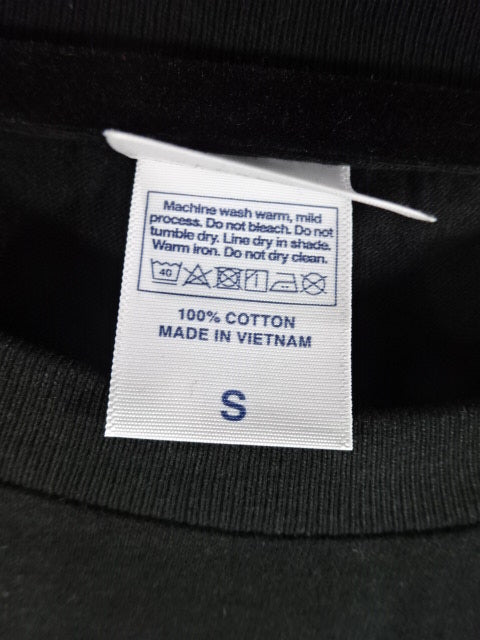 Machine wash warm, mild
process. Do not bleach. Do not
tumble dry. Line dry in shade.
Warm iron. Do not dry clean.
40
100% COTTON
MADE IN VIETNAM
S